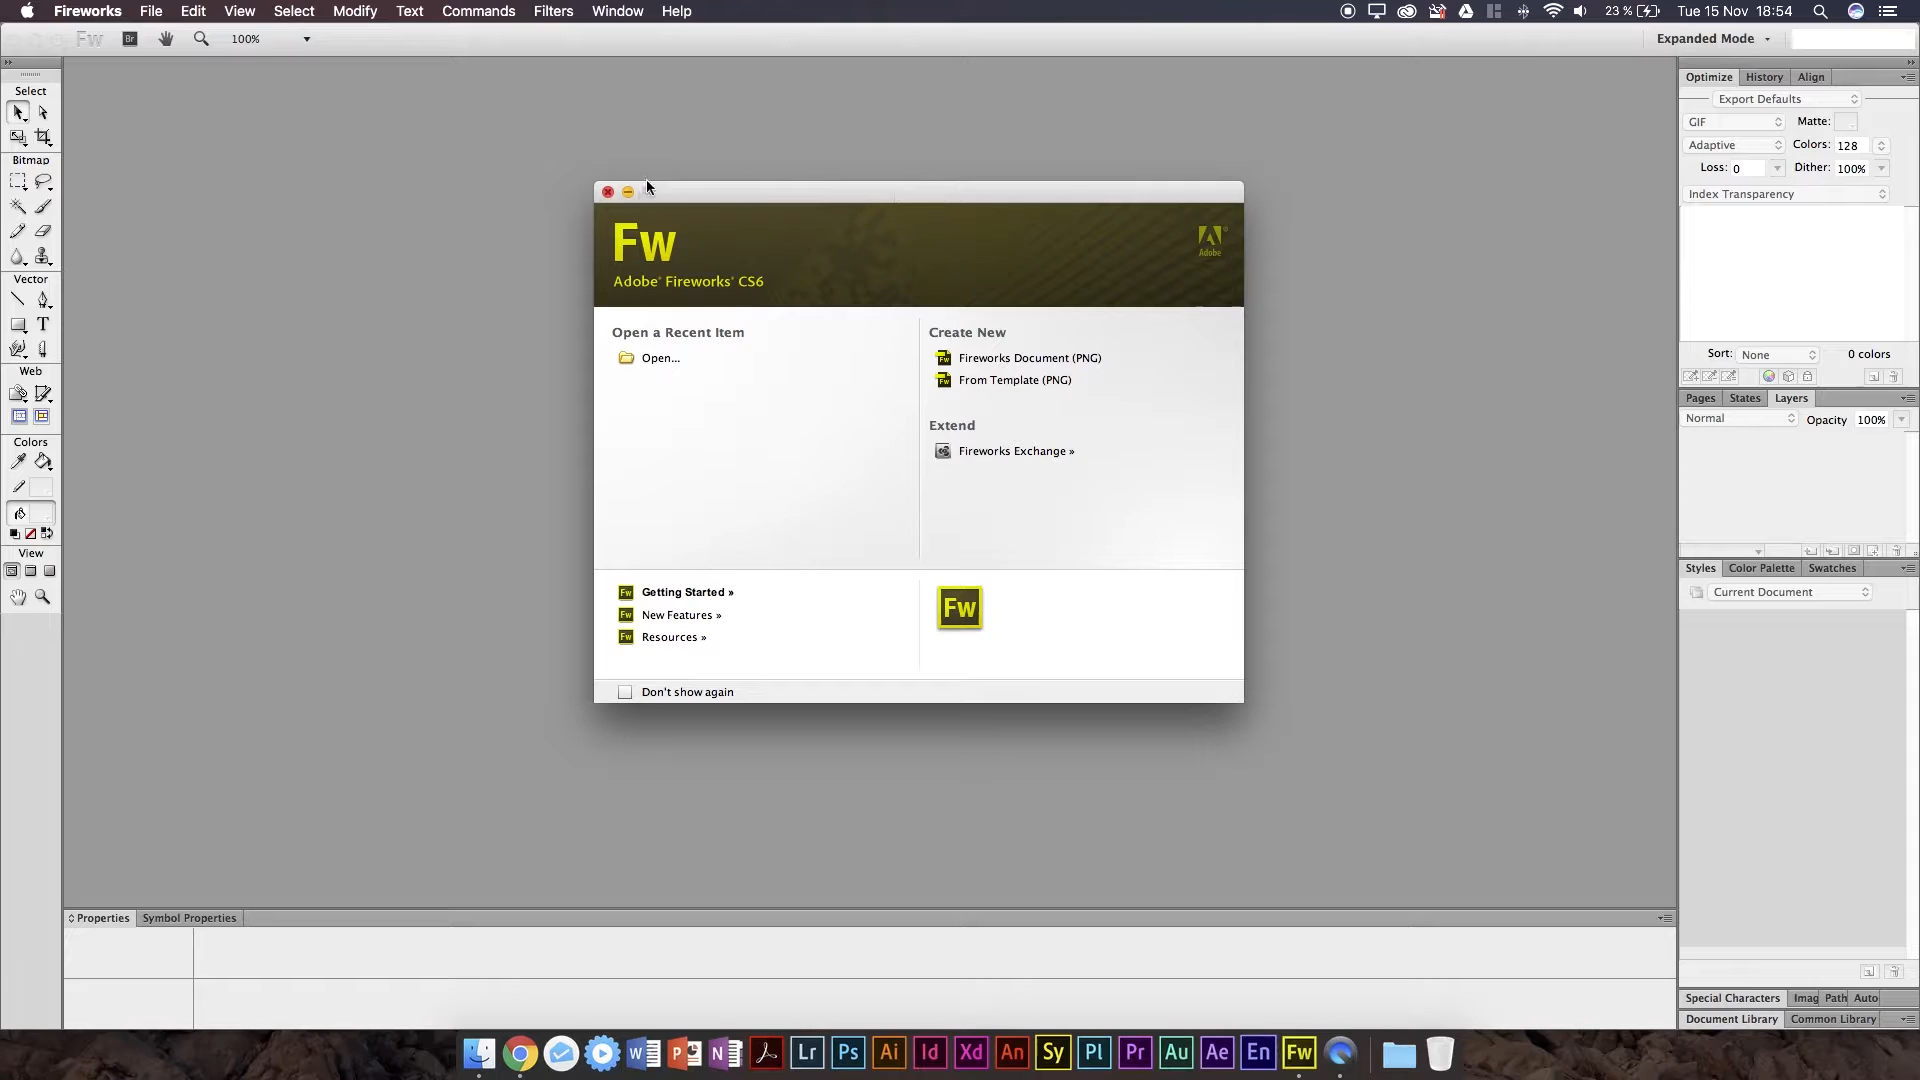 Fireworks File Edit View Select Modify Text Commands Filters Window Help 23 % Tue 15 Nov 18:54
Fw Br 100% Expanded Mode
Select
Bitmap
Vector
T
Web
Colors
View
Fw
Adobe® Fireworks® CS6
Adobe
Open a Recent Item
Open...
Create New
Fireworks Document (PNG)
From Template (PNG)
Extend
Fireworks Exchange »
Getting Started »
New Features »
Resources »
Fw
Don't show again
Optimize History Align
Export Defaults
GIF Matte:
Adaptive Colors: 128
Loss: 0 Dither: 100%
Index Transparency
Sort: None 0 colors
Pages States Layers
Normal Opacity 100%
Styles Color Palette Swatches
Current Document
Special Characters Imag Path Auto
Document Library Common Library
Properties Symbol Properties
Lr Ps Ai Id Xd An Sy Pl Pr Au Ae En Fw